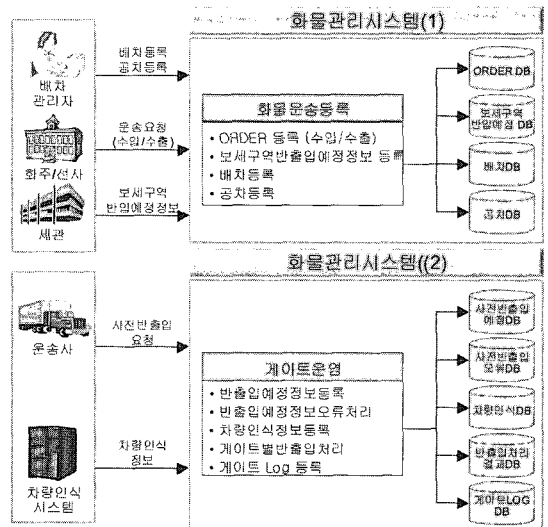 화물관리시스템(1)
배차
관리자
배차등록
공차등록
화주/선사
운송요청
(수입/수출)
세관
보세구역
반입예정정보
화물운송등록
• ORDER 등록 (수입/수출)
• 보세구역반출입예정정보 등록
• 배차등록
• 공차등록
ORDER DB
보세구역
반입예정 DB
배차DB
공차DB
화물관리시스템((2)
운송사
사전반출입
요청
차량인식
시스템
차량인식
정보
게이트운영
• 반출입예정정보등록
• 반출입예정정보오류처리
• 차량인식정보등록
• 게이트별반출입처리
• 게이트 Log 등록
사전반출입
예정DB
사전반출입
오류DB
차량인식DB
반출입처리
결과DB
게이트LOG
DB